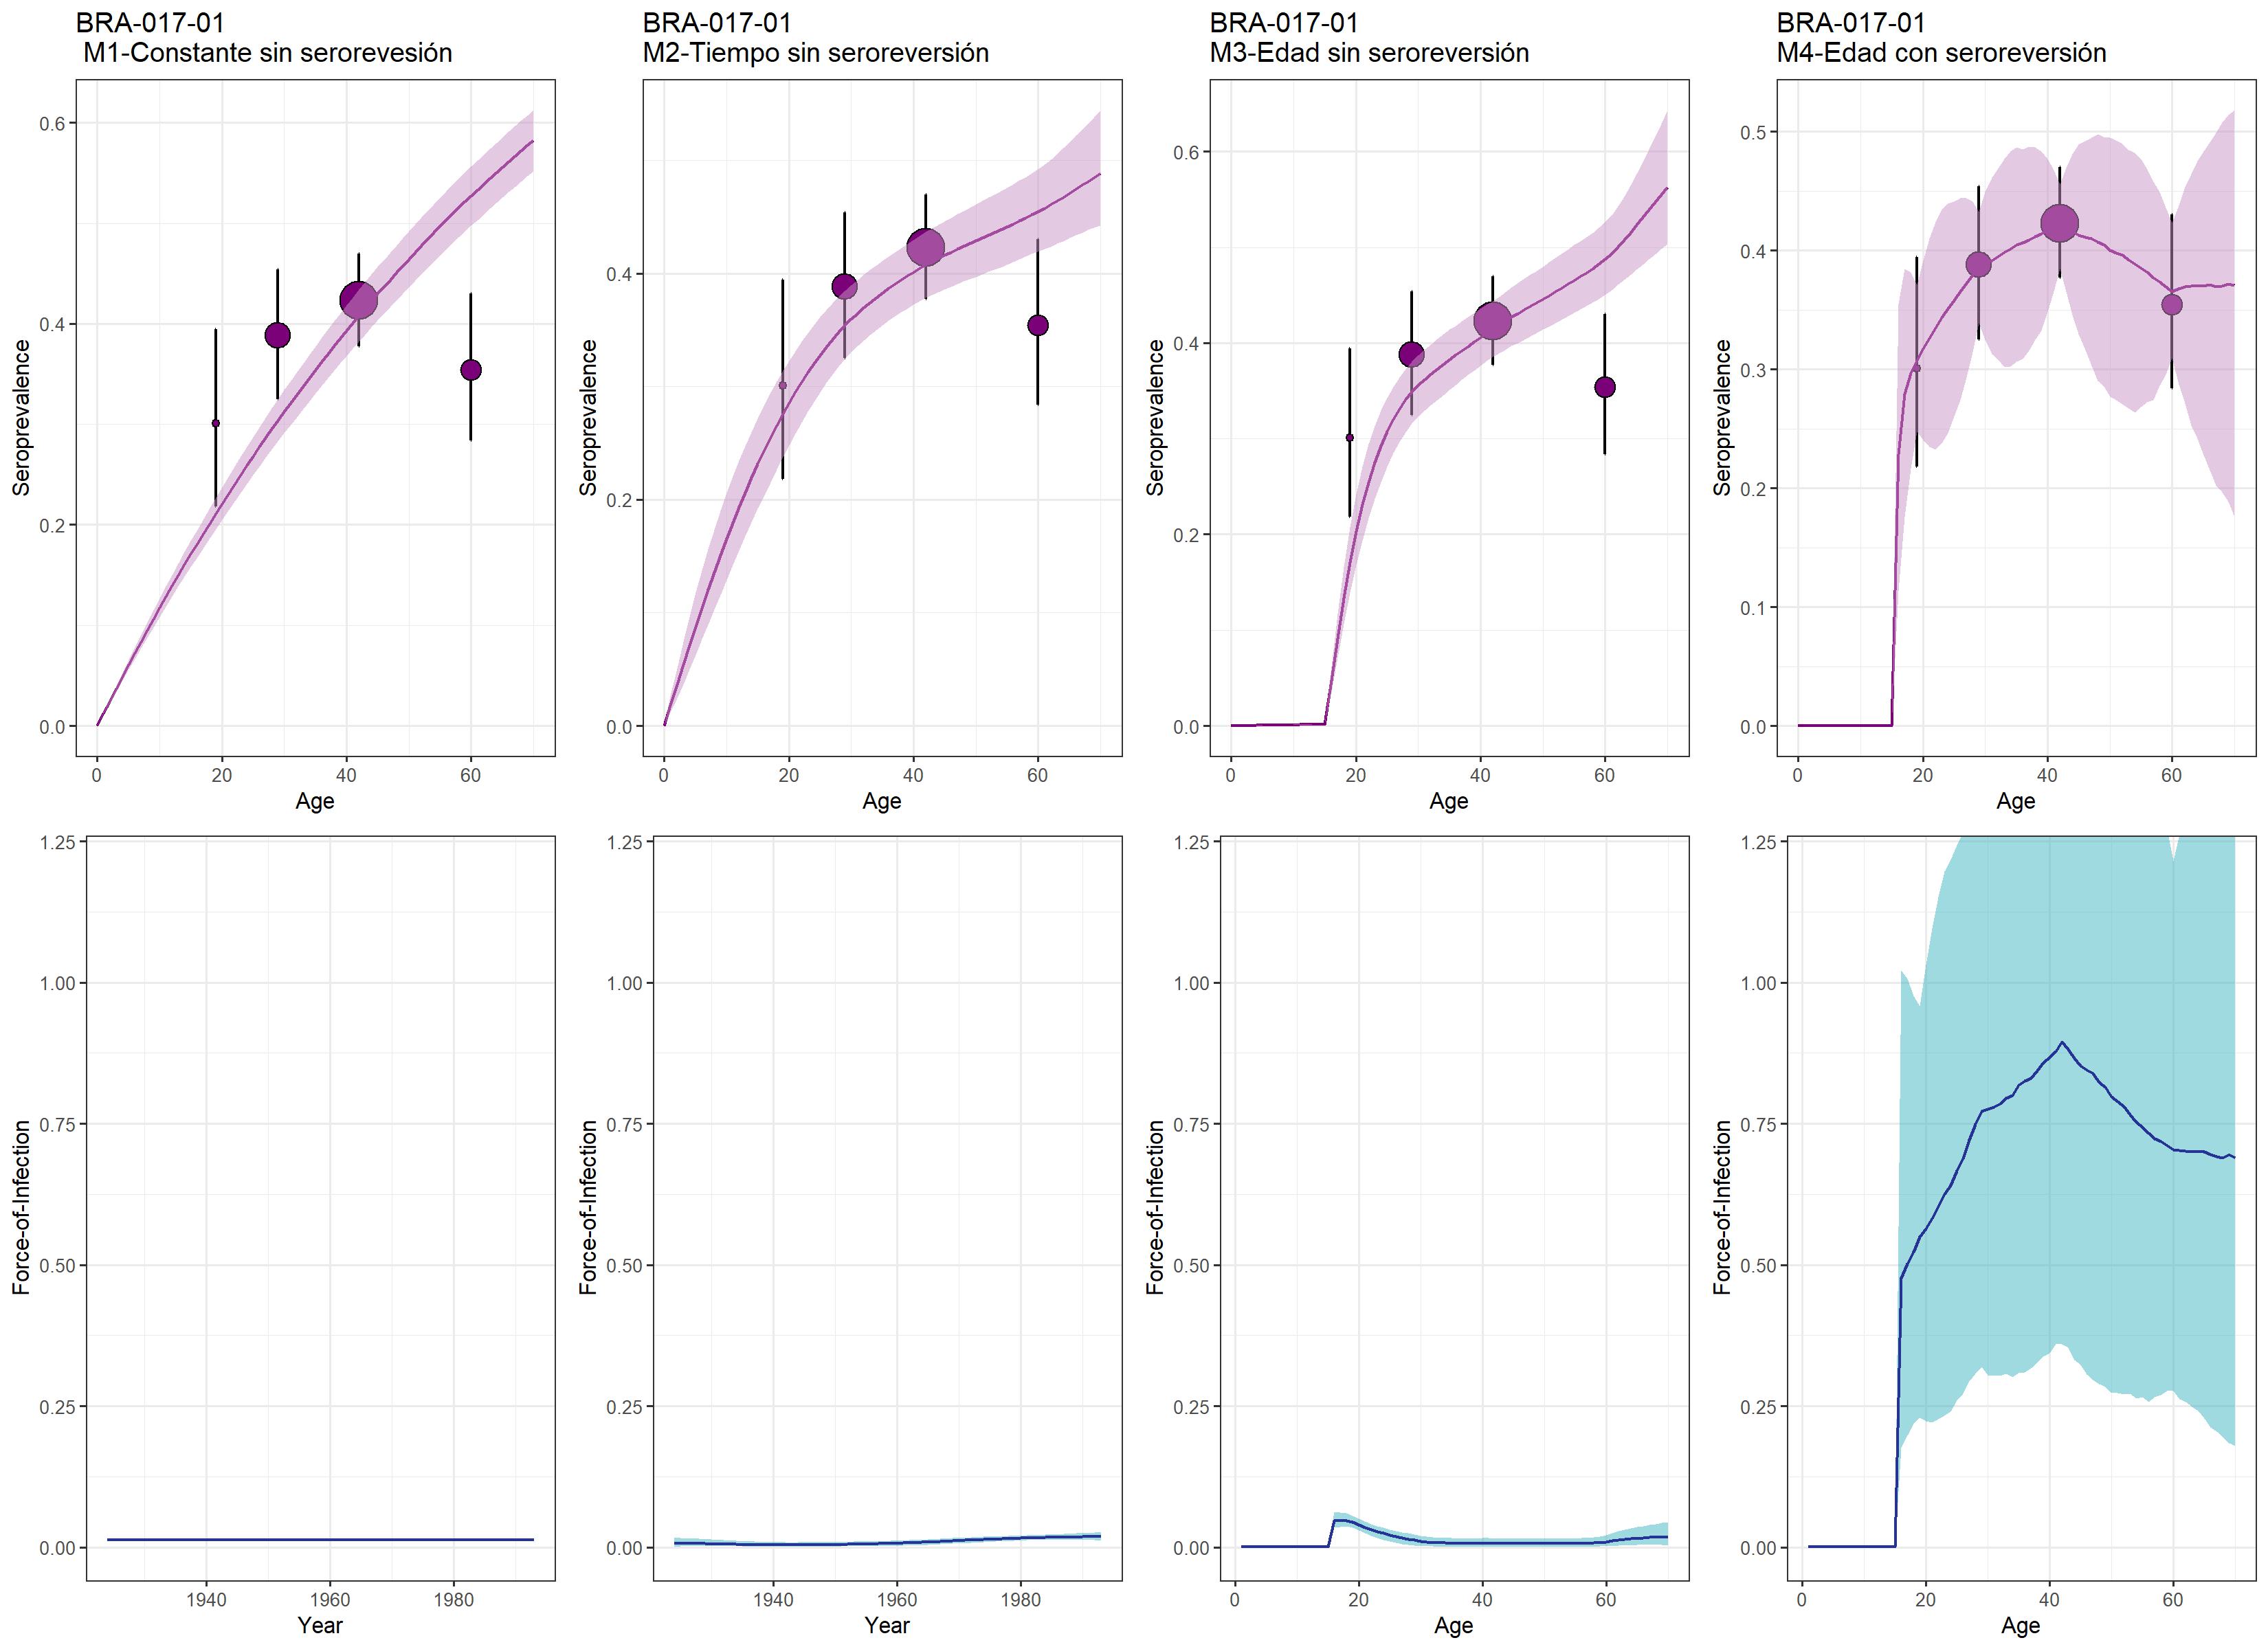 BRA-017-01
M1-Constante sin serorevesión
0.6
0.4
0.2
0.0
Seroprevalence
0
20
40
60
Age
BRA-017-01
M2-Tiempo sin seroreversión
0.4
0.2
0.0
Seroprevalence
0
20
40
60
Age
BRA-017-01
M3-Edad sin seroreversión
0.6
0.4
0.2
0.0
Seroprevalence
0
20
40
60
Age
BRA-017-01
M4-Edad con seroreversión
0.5
0.4
0.3
0.2
0.1
0.0
Seroprevalence
0
20
40
60
Age
1.25
1.00
0.75
0.50
0.25
0.00
Force-of-Infection
1940
1960
1980
Year
1.25
1.00
0.75
0.50
0.25
0.00
Force-of-Infection
1940
1960
1980
Year
1.25
1.00
0.75
0.50
0.25
0.00
Force-of-Infection
0
20
40
60
Age
1.25
1.00
0.75
0.50
0.25
0.00
Force-of-Infection
0
20
40
60
Age